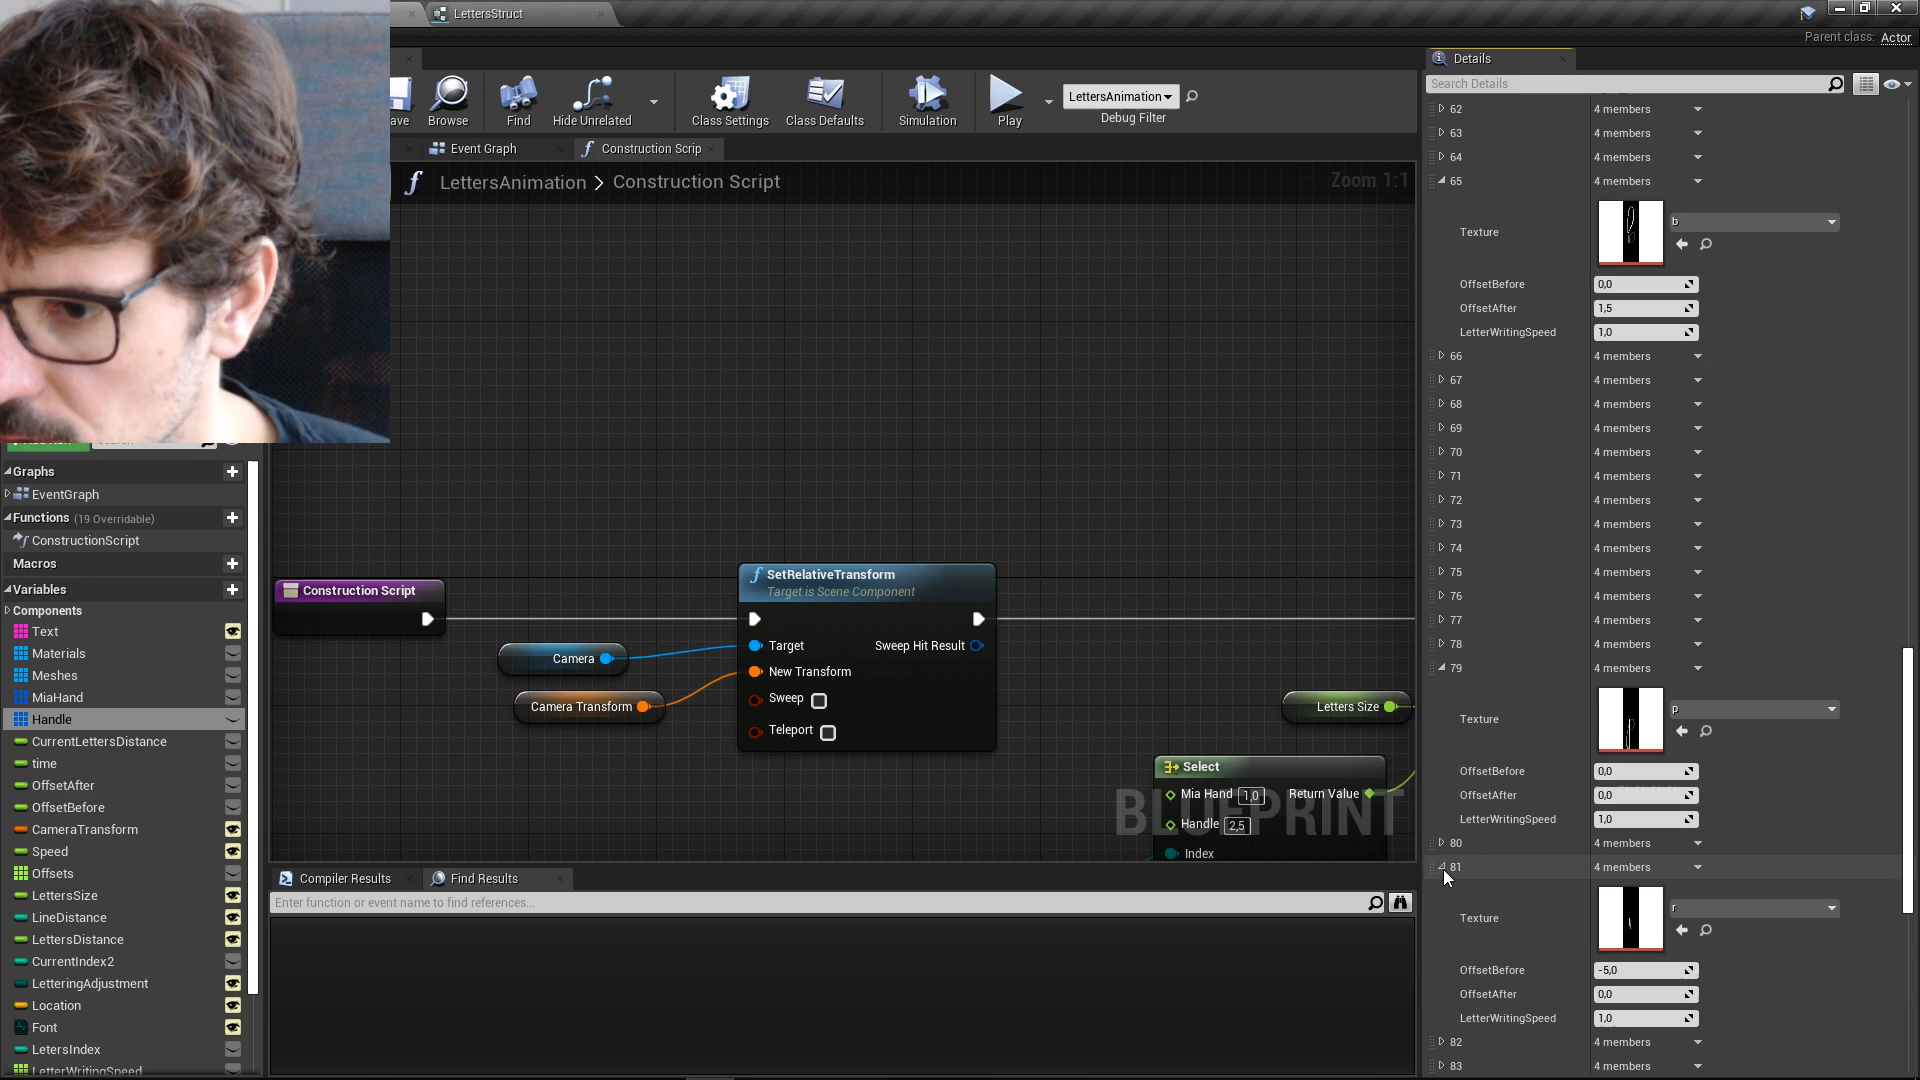 LettersStruct
Parent class: Actor
Details
Browse
Find
Hide Unrelated
Class Settings
Class Defaults
Simulation
Play
LettersAnimation
Debug Filter
Search Details
Event Graph
Construction Scrip
LettersAnimation > Construction Script
Zoom 1:1
62 4 members
63 4 members
64 4 members
65 4 members
Texture b
OffsetBefore 0,0
OffsetAfter 1,5
LetterWritingSpeed 1,0
66 4 members
67 4 members
68 4 members
69 4 members
70 4 members
71 4 members
72 4 members
73 4 members
74 4 members
75 4 members
76 4 members
77 4 members
78 4 members
79 4 members
Texture p
OffsetBefore 0,0
OffsetAfter 0,0
LetterWritingSpeed 1,0
80 4 members
81 4 members
Texture r
OffsetBefore -5,0
OffsetAfter 0,0
LetterWritingSpeed 1,0
82 4 members
83 4 members
Graphs
EventGraph
Functions (19 Overridable)
ConstructionScript
Macros
Variables
Components
Text
Materials
Meshes
MiaHand
Handle
CurrentLettersDistance
time
OffsetAfter
OffsetBefore
CameraTransform
Speed
Offsets
LettersSize
LineDistance
LettersDistance
CurrentIndex2
LetteringAdjustment
Location
Font
LetersIndex
LetterWritingSpeed
Construction Script
SetRelativeTransform
Target is Scene Component
Target
Sweep Hit Result
New Transform
Sweep
Teleport
Camera
Camera Transform
Letters Size
Select
Mia Hand 1,0
Return Value
Handle 2,5
Index
BLUEPRINT
Compiler Results
Find Results
Enter function or event name to find references...